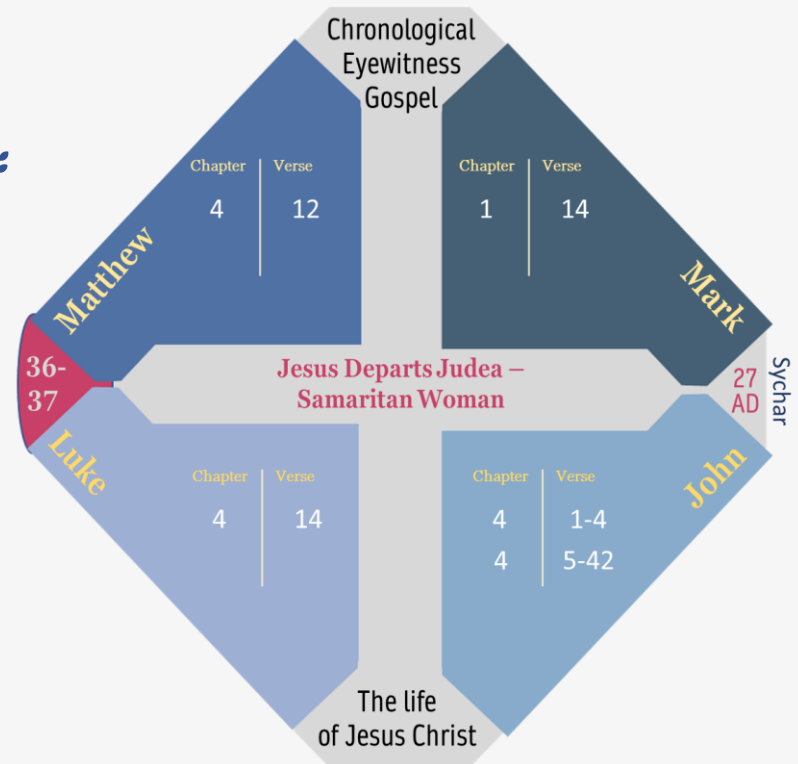 Chronological
Eyewitness
Gospel
Matthew
Chapter Verse
4 12
Mark
Chapter Verse
1 14
36-
37
Jesus Departs Judea –
Samaritan Woman
27
AD
Sychar
Luke
Chapter Verse
4 14
John
Chapter Verse
4 1-4
4 5-42
The life
of Jesus Christ